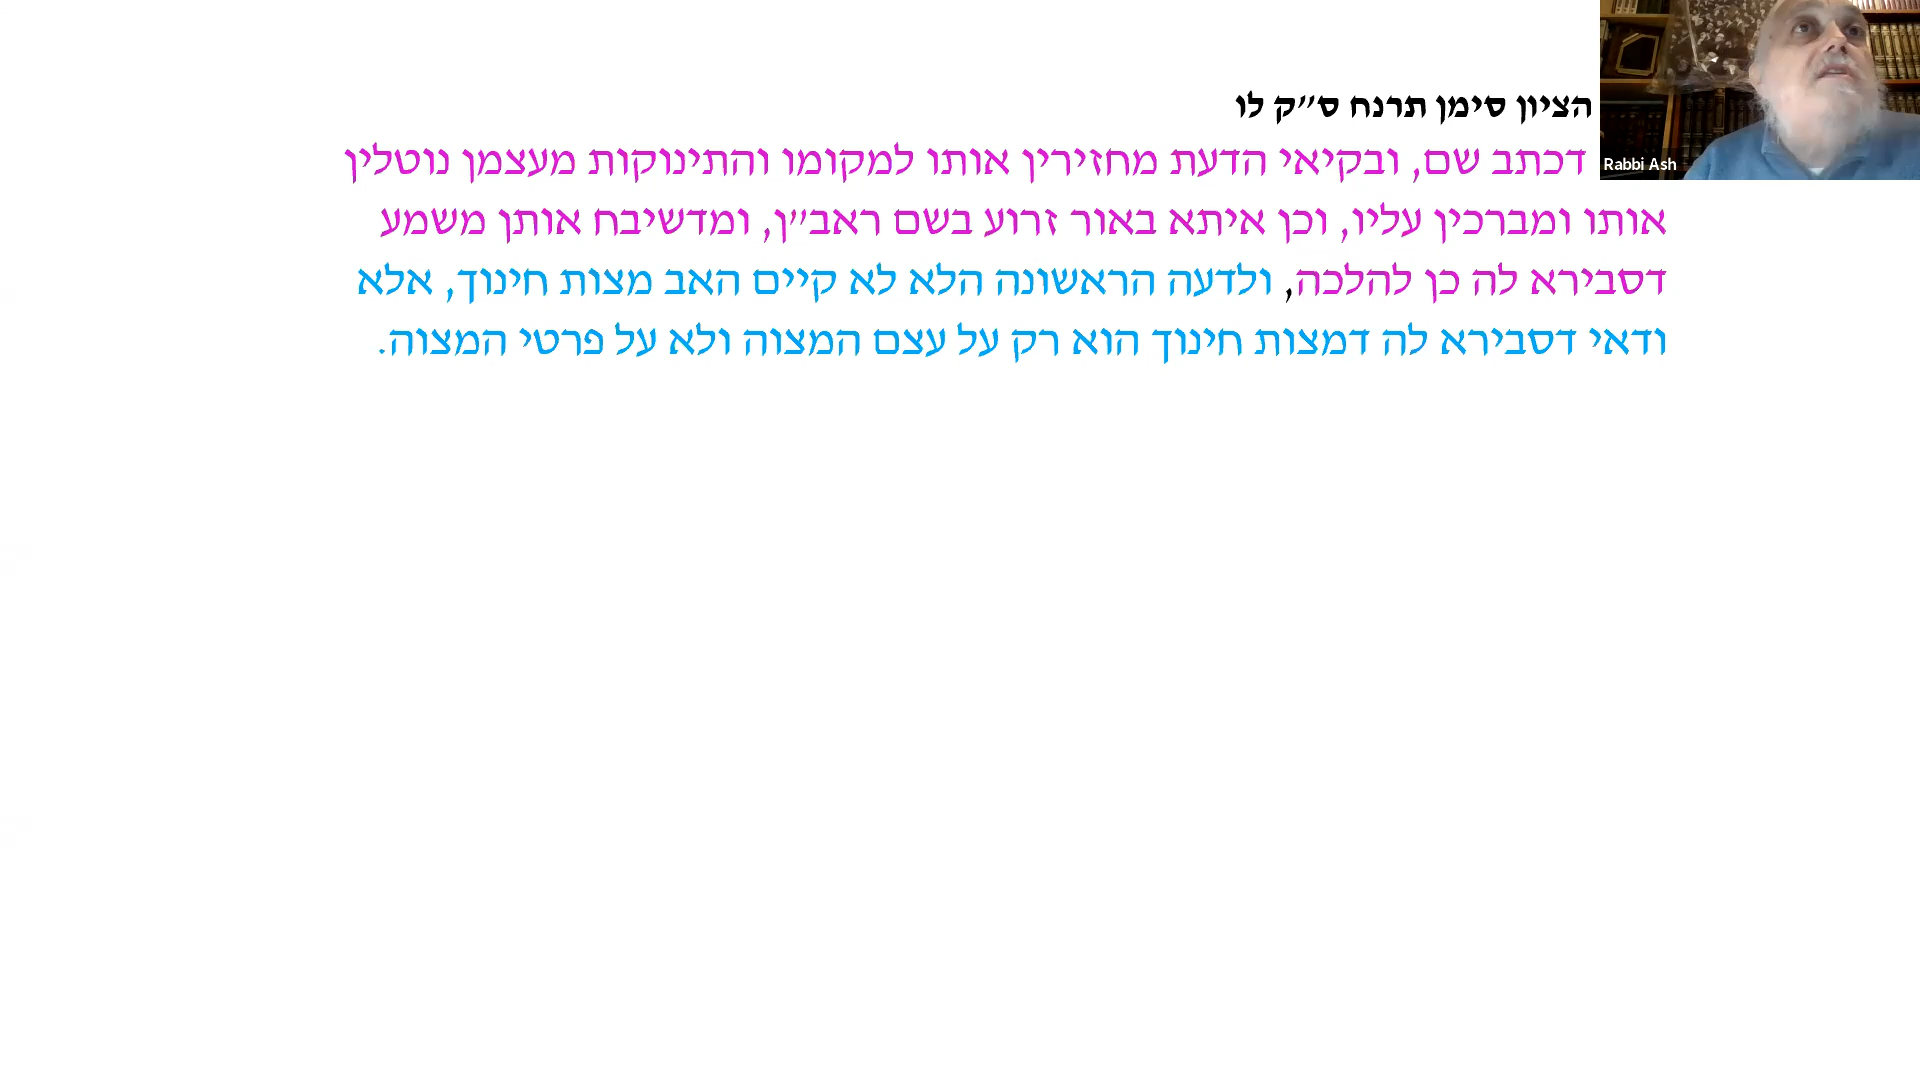 הציון סימן תרנח ס״ק לו
דכתב שם, ובקיאי הדעת מחזירין אותו למקומו והתינוקות מעצמן נוטלין
אותו ומברכין עליו, וכן איתא באור זרוע בשם ראב״ן, ומדשיבח אותן משמע
דסבירא לה כן להלכה, ולדעה הראשונה הלא לא קיים האב מצות חינוך, אלא
ודאי דסבירא לה דמצות חינוך הוא רק על עצם המצוה ולא על פרטי המצוה.
Rabbi Ash